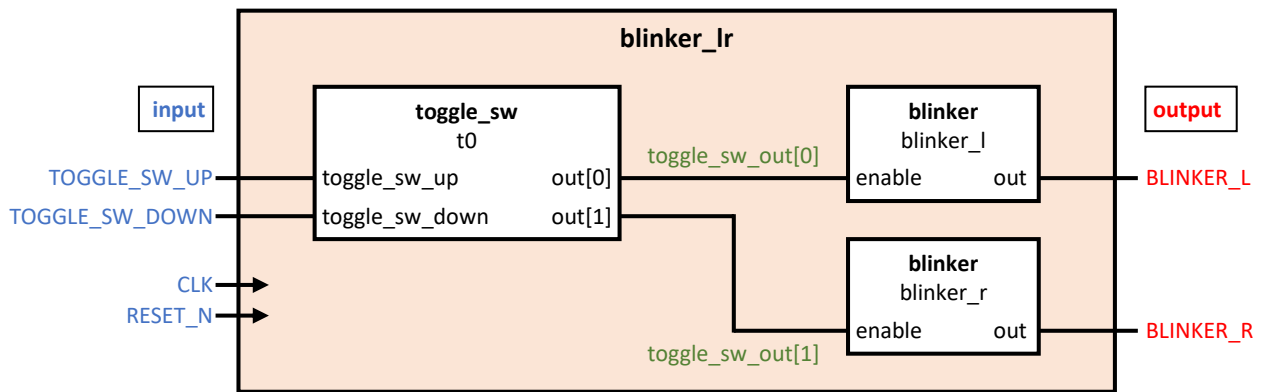 blinker_lr
input
output
toggle_sw
t0
toggle_sw_up
out[0]
toggle_sw_down
out[1]
TOGGLE_SW_UP
TOGGLE_SW_DOWN
CLK
RESET_N
toggle_sw_out[0]
toggle_sw_out[1]
blinker
blinker_l
enable
out
BLINKER_L
blinker
blinker_r
enable
out
BLINKER_R